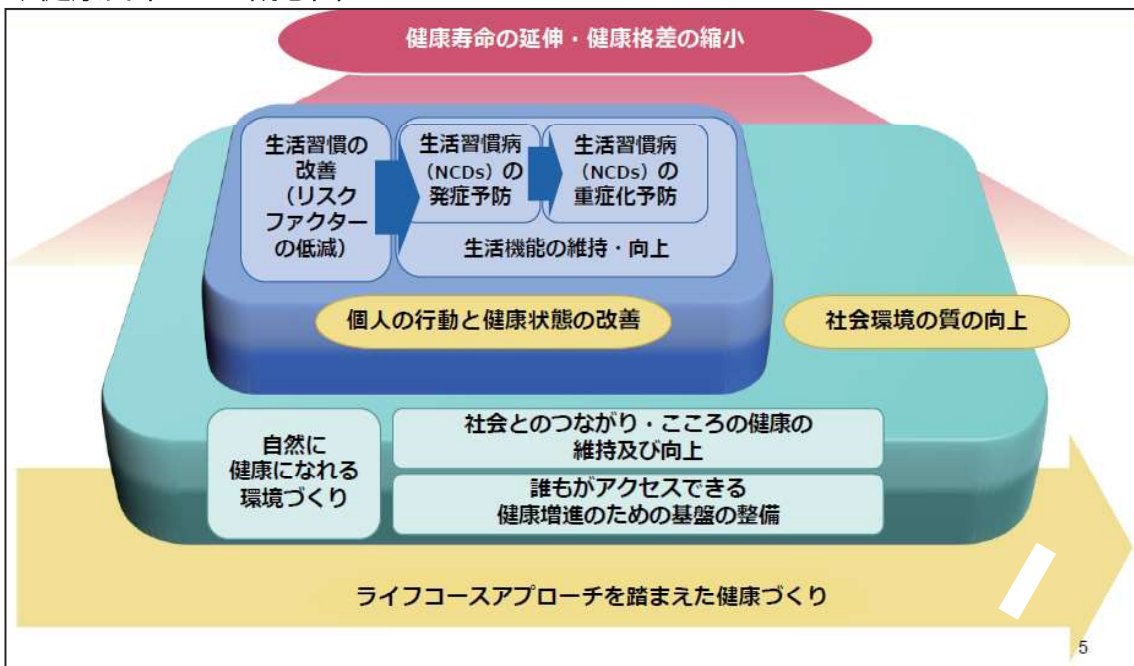 健康寿命の延伸・健康格差の縮小
生活習慣の
改善
（リスク
ファクター
の低減）
生活習慣病
（NCDs）の
発症予防
生活習慣病
（NCDs）の
重症化予防
生活機能の維持・向上
個人の行動と健康状態の改善
社会環境の質の向上
自然に
健康になれる
環境づくり
社会とのつながり・こころの健康の
維持及び向上
誰もがアクセスできる
健康増進のための基盤の整備
ライフコースアプローチを踏まえた健康づくり
5